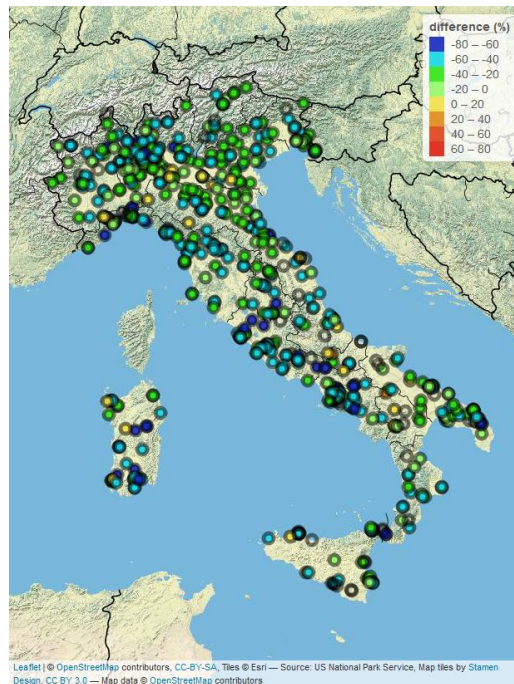 difference (%)
-80 – -60
-60 – -40
-40 – -20
-20 – 0
0 – 20
20 – 40
40 – 60
60 – 80
Leaflet | © OpenStreetMap contributors, CC-BY-SA, Tiles © Esri — Source: US National Park Service, Map tiles by Stamen
Design, CC BY 3.0 — Map data © OpenStreetMap contributors